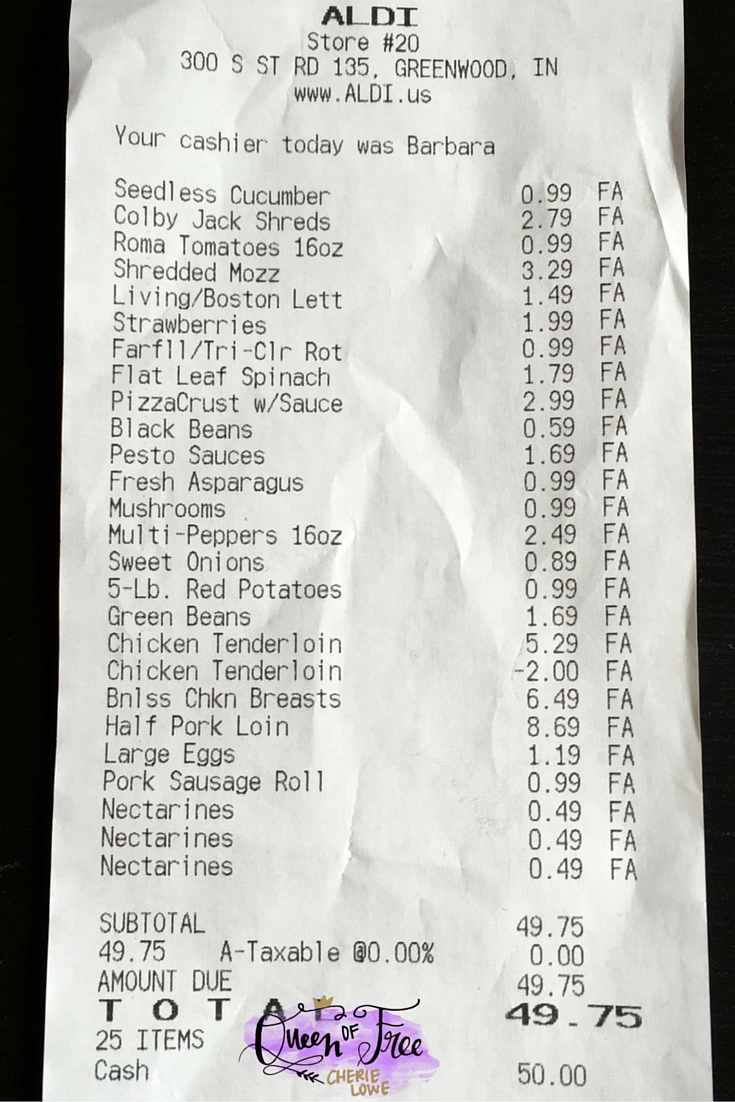 ALDI
Store #20
300 S ST RD 135, GREENWOOD, IN
www.ALDI.us
Your cashier today was Barbara
Seedless Cucumber 0.99 FA
Colby Jack Shreds 2.79 FA
Roma Tomatoes 16oz 0.99 FA
Shredded Mozz 3.29 FA
Living/Boston Lett 1.49 FA
Strawberries 1.99 FA
Farfll/Tri-Clr Rot 0.99 FA
Flat Leaf Spinach 1.79 FA
PizzaCrust w/Sauce 2.99 FA
Black Beans 0.59 FA
Pesto Sauces 1.69 FA
Fresh Asparagus 0.99 FA
Mushrooms 0.99 FA
Multi-Peppers 16oz 2.49 FA
Sweet Onions 0.89 FA
5-Lb. Red Potatoes 0.99 FA
Green Beans 1.69 FA
Chicken Tenderloin 5.29 FA
Chicken Tenderloin -2.00 FA
Bnlss Chkn Breasts 6.49 FA
Half Pork Loin 8.69 FA
Large Eggs 1.19 FA
Pork Sausage Roll 0.99 FA
Nectarines 0.49 FA
Nectarines 0.49 FA
Nectarines 0.49 FA
SUBTOTAL 49.75
49.75 A-Taxable @0.00% 0.00
AMOUNT DUE 49.75
T O T A L 49.75
25 ITEMS
Cash 50.00
Queen OF Free
CHERIE
LOWE